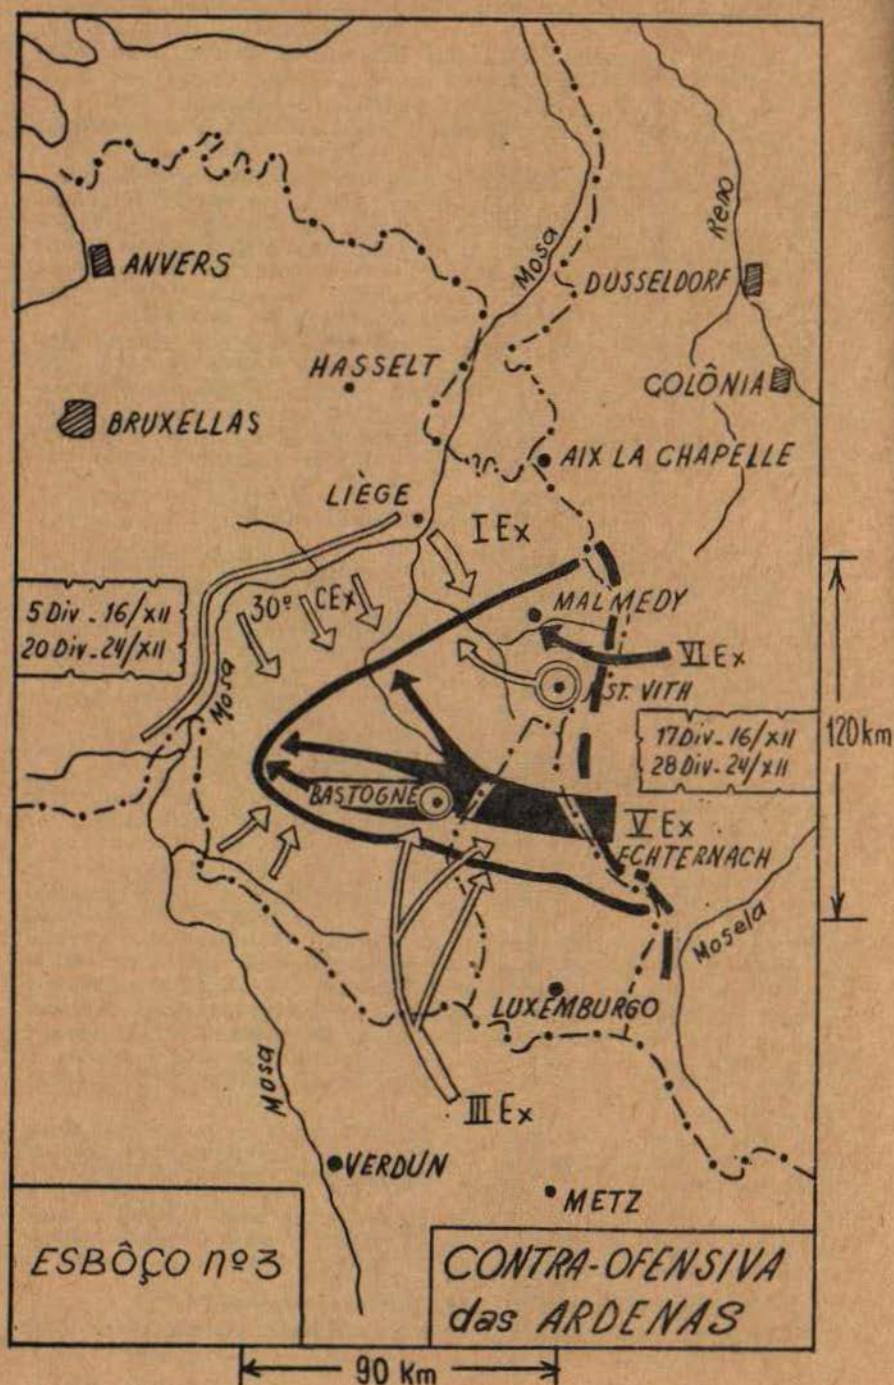 Reno
Mosa
ANVERS
DUSSELDORF
HASSELT
COLÔNIA
BRUXELLAS
AIX LA CHAPELLE
LIÈGE
I Ex
5 Div - 16/XII
20 Div - 24/XII
30º CEx
MALMEDY
VI Ex
ST. VITH
Mosa
17 Div - 16/XII
28 Div - 24/XII
120 km
BASTOGNE
V Ex
ECHTERNACH
Mosela
LUXEMBURGO
Mosa
III Ex
VERDUN
METZ
ESBÔÇO nº 3
CONTRA-OFENSIVA
das ARDENAS
90 Km